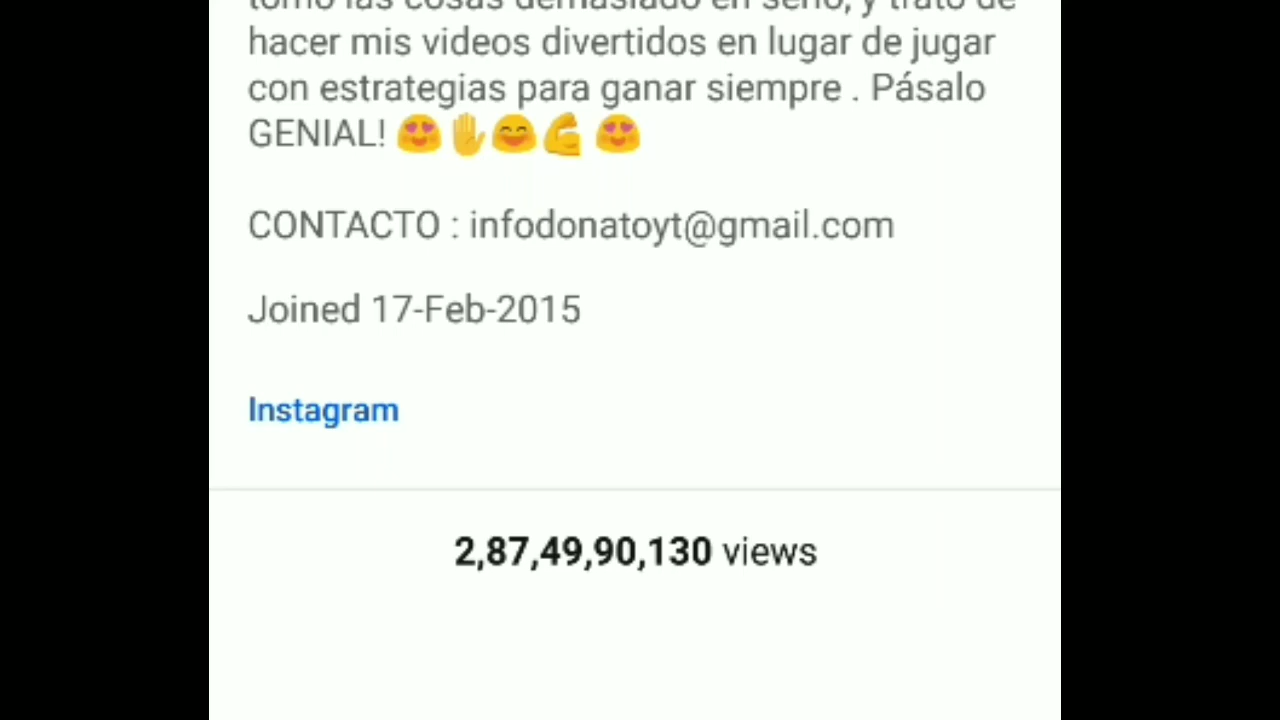 tomo las cosas demasiado en serio, y trato de
hacer mis videos divertidos en lugar de jugar
con estrategias para ganar siempre . Pásalo
GENIAL! 😍✋😄💪 😍
CONTACTO : infodonatoyt@gmail.com
Joined 17-Feb-2015
Instagram
2,87,49,90,130 views